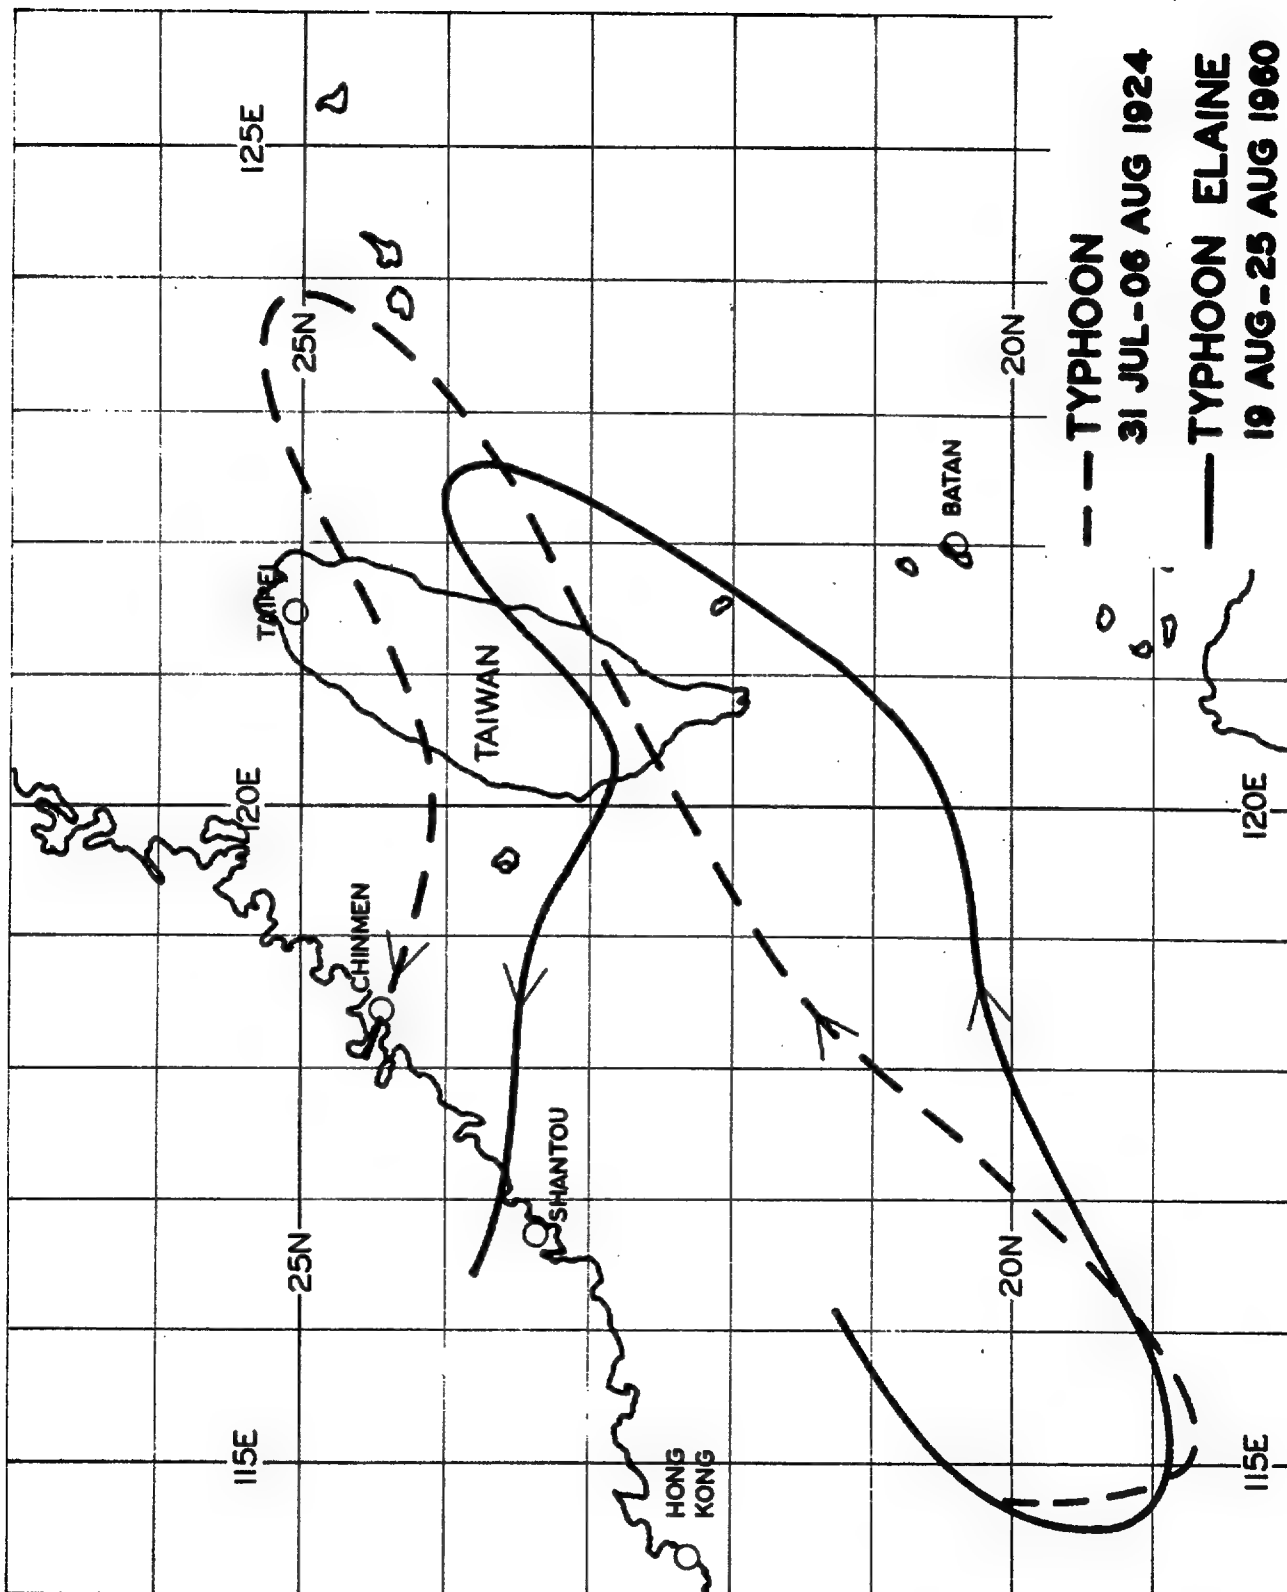 125E
25N
TAIPEI
TAIWAN
120E
CHINMEN
SHANTOU
25N
115E
HONG
KONG
20N
BATAN
20N
120E
115E
TYPHOON
31 JUL-06 AUG 1924
TYPHOON ELAINE
19 AUG-25 AUG 1960